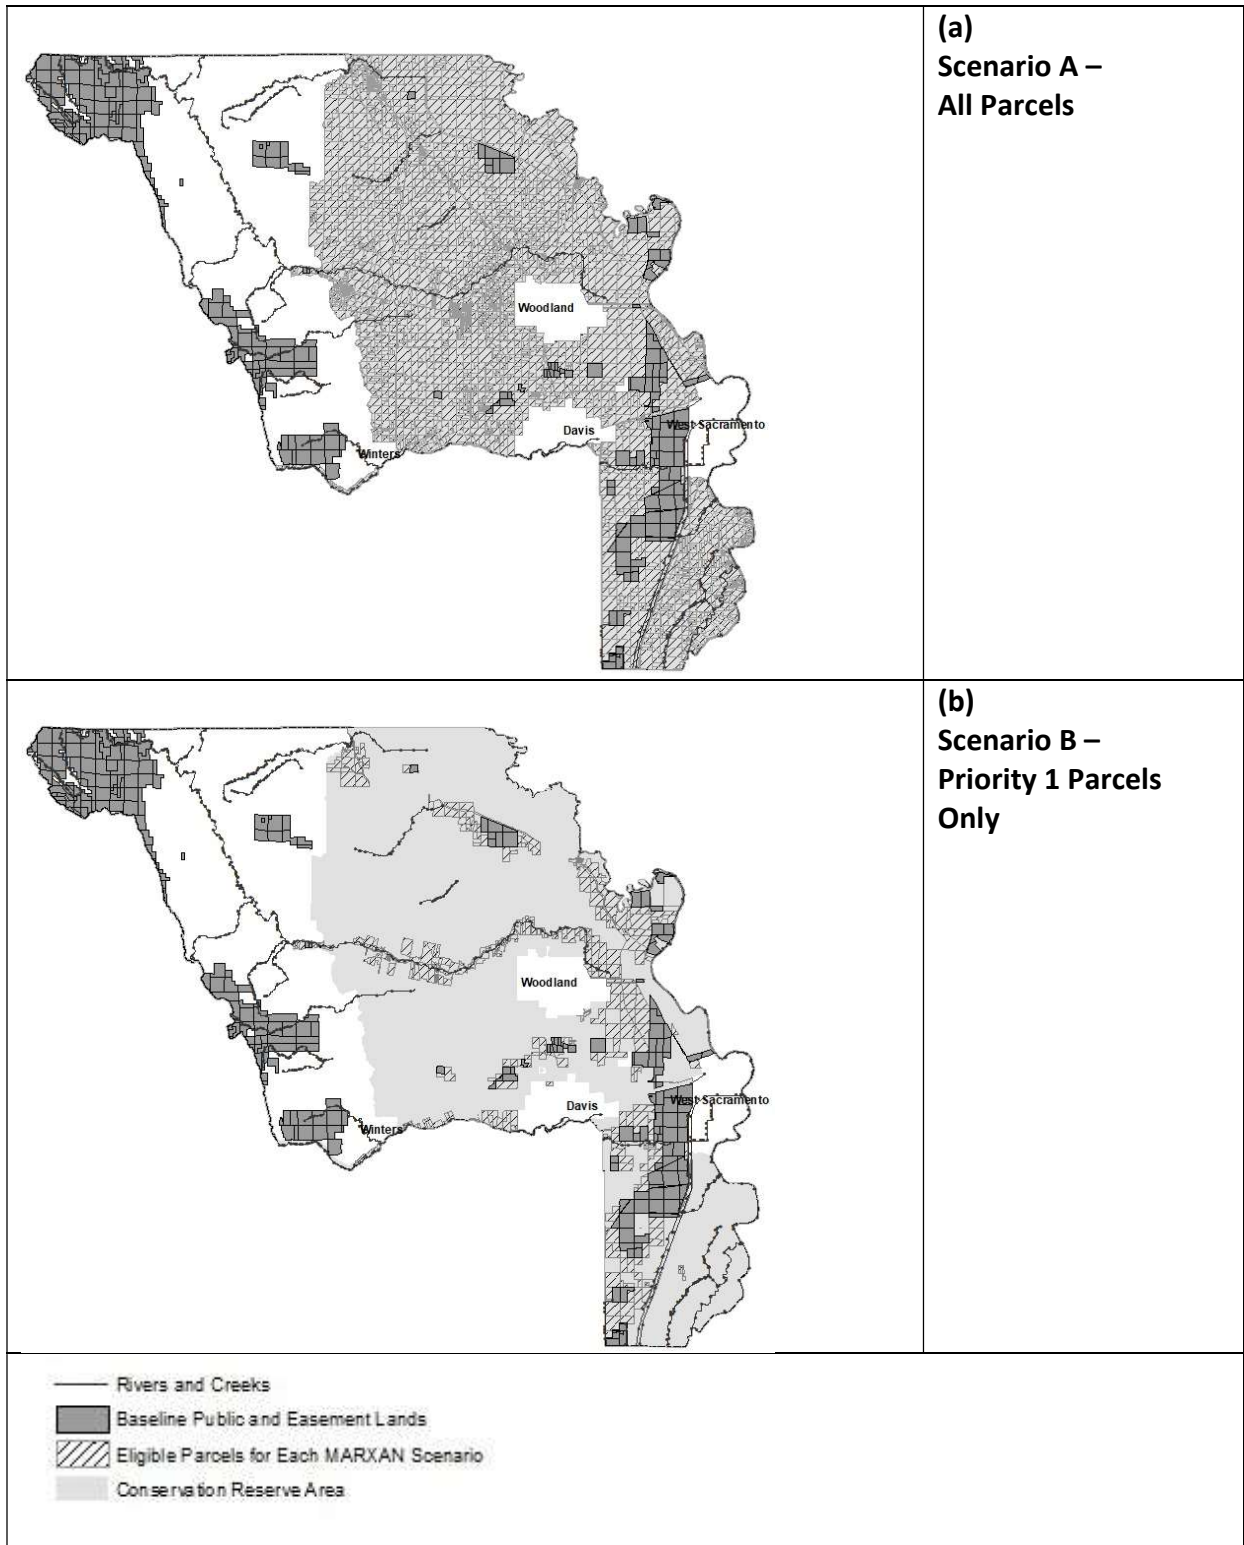 (a)
Scenario A –
All Parcels
Woodland
Davis
West Sacramento
Winters
(b)
Scenario B –
Priority 1 Parcels
Only
Woodland
Davis
West Sacramento
Winters
Rivers and Creeks
Baseline Public and Easement Lands
Eligible Parcels for Each MARXAN Scenario
Conservation Reserve Area